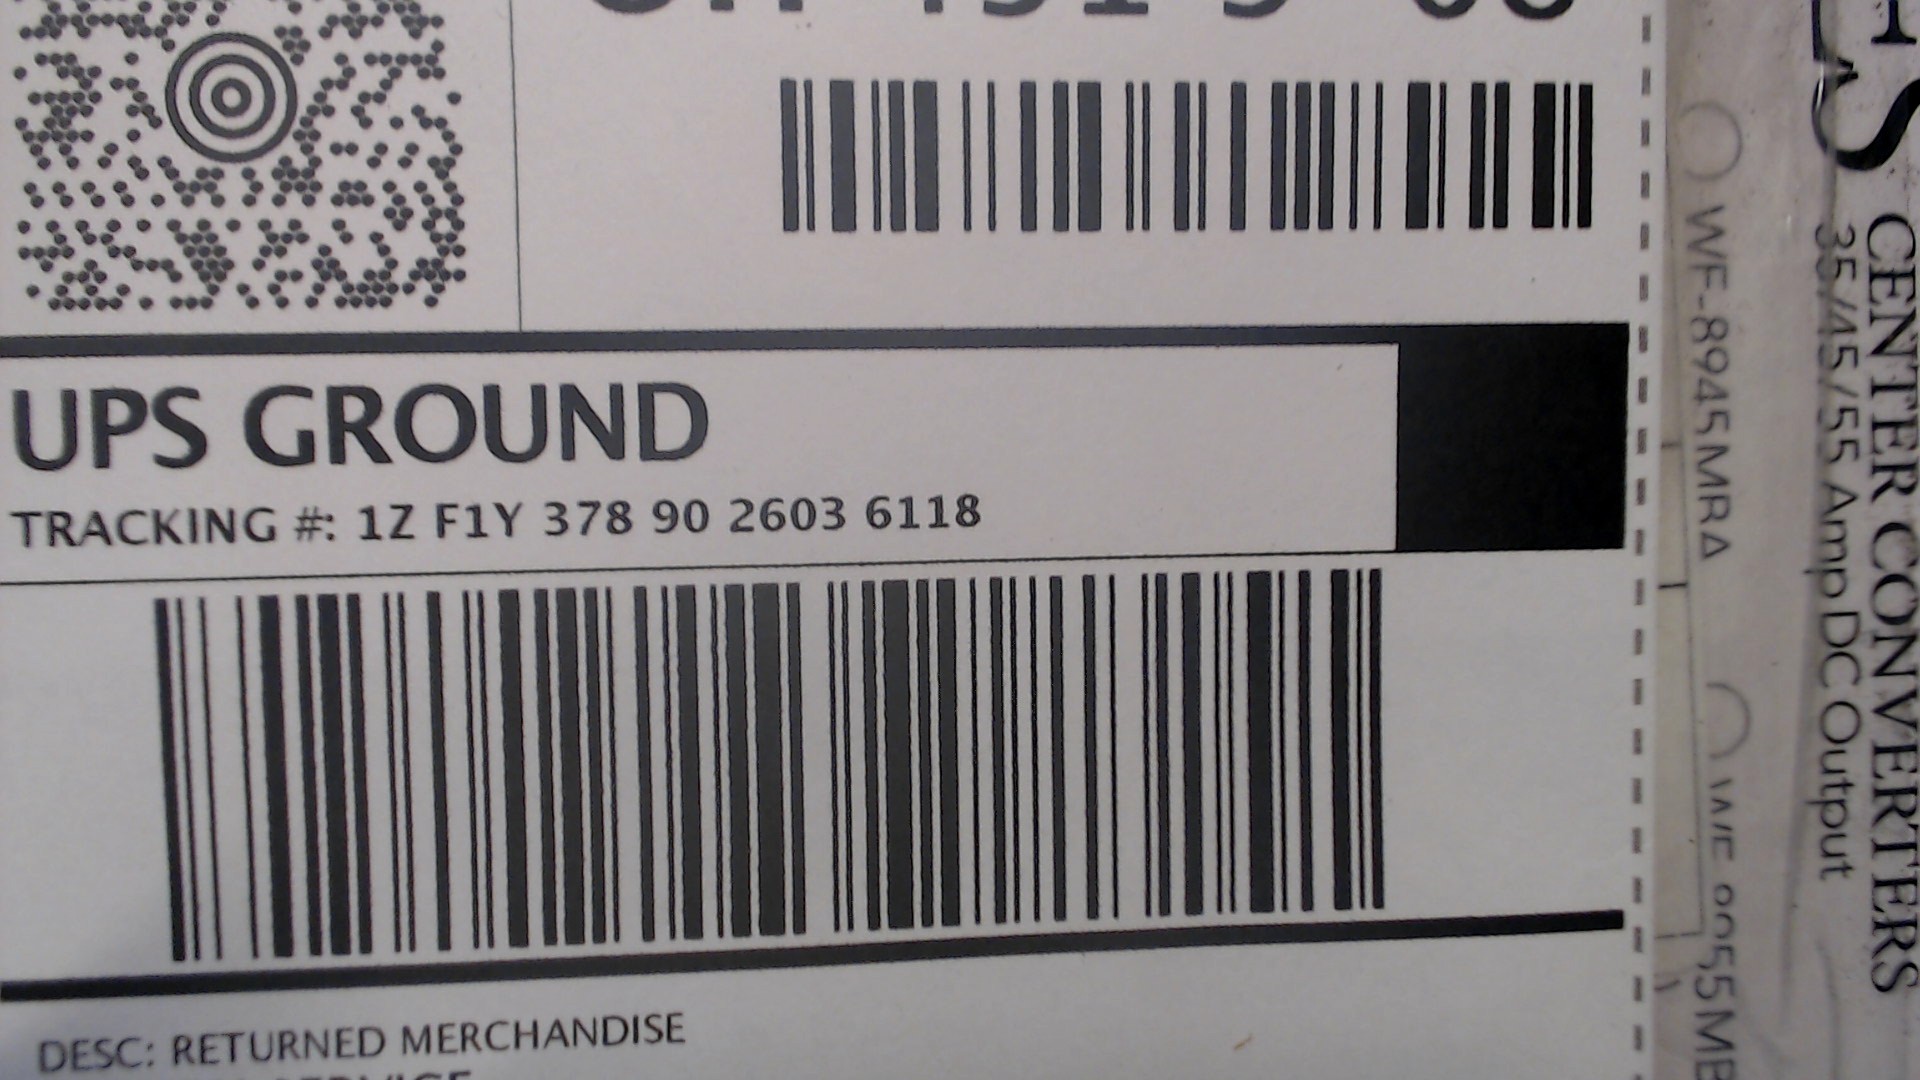 UPS GROUND
TRACKING #: 1Z F1Y 378 90 2603 6118
DESC: RETURNED MERCHANDISE
WF-8945MRA
35/45/55 Amp DC Output
CENTER CONVERTERS